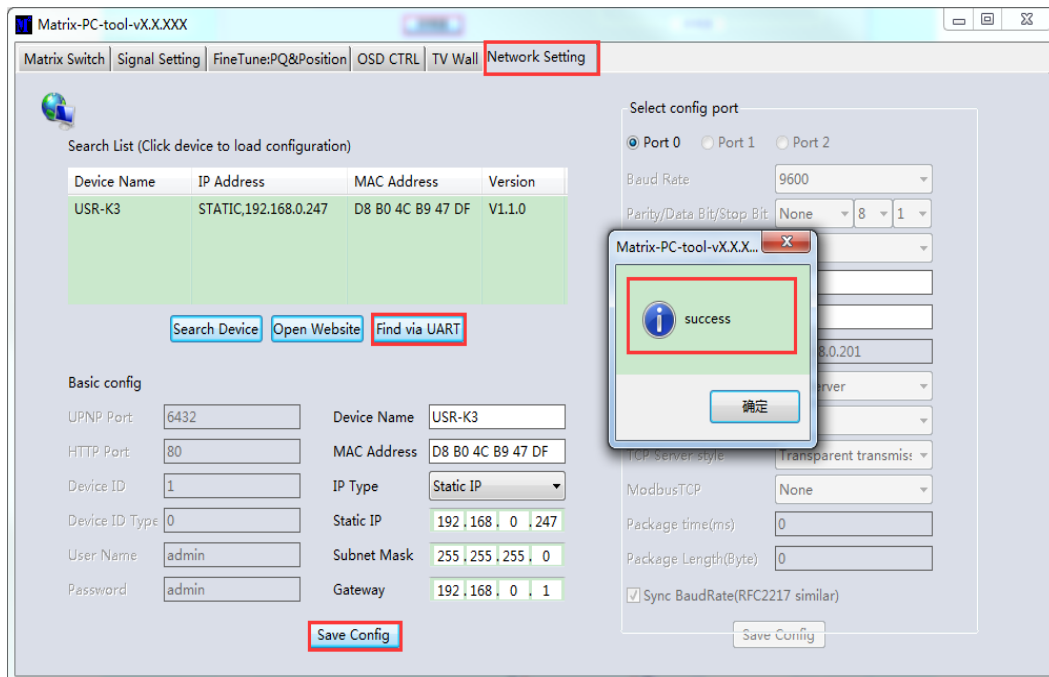 Matrix-PC-tool-vX.X.XXX
Matrix Switch Signal Setting FineTune:PQ&Position OSD CTRL TV Wall Network Setting
Search List (Click device to load configuration)
Device Name IP Address MAC Address Version
USR-K3 STATIC,192.168.0.247 D8 B0 4C B9 47 DF V1.1.0
Search Device Open Website Find via UART
Basic config
UPNP Port 6432
HTTP Port 80
Device ID 1
Device ID Type 0
User Name admin
Password admin
Device Name USR-K3
MAC Address D8 B0 4C B9 47 DF
IP Type Static IP
Static IP 192 . 168 . 0 . 247
Subnet Mask 255 . 255 . 255 . 0
Gateway 192 . 168 . 0 . 1
Save Config
Select config port
Port 0 Port 1 Port 2
Baud Rate 9600
Parity/Data Bit/Stop Bit None 8 1
Matrix-PC-tool-vX.X.X...
success
确定
8.0.201
erver
TCP Server style Transparent transmis
ModbusTCP None
Package time(ms) 0
Package Length(Byte) 0
Sync BaudRate(RFC2217 similar)
Save Config